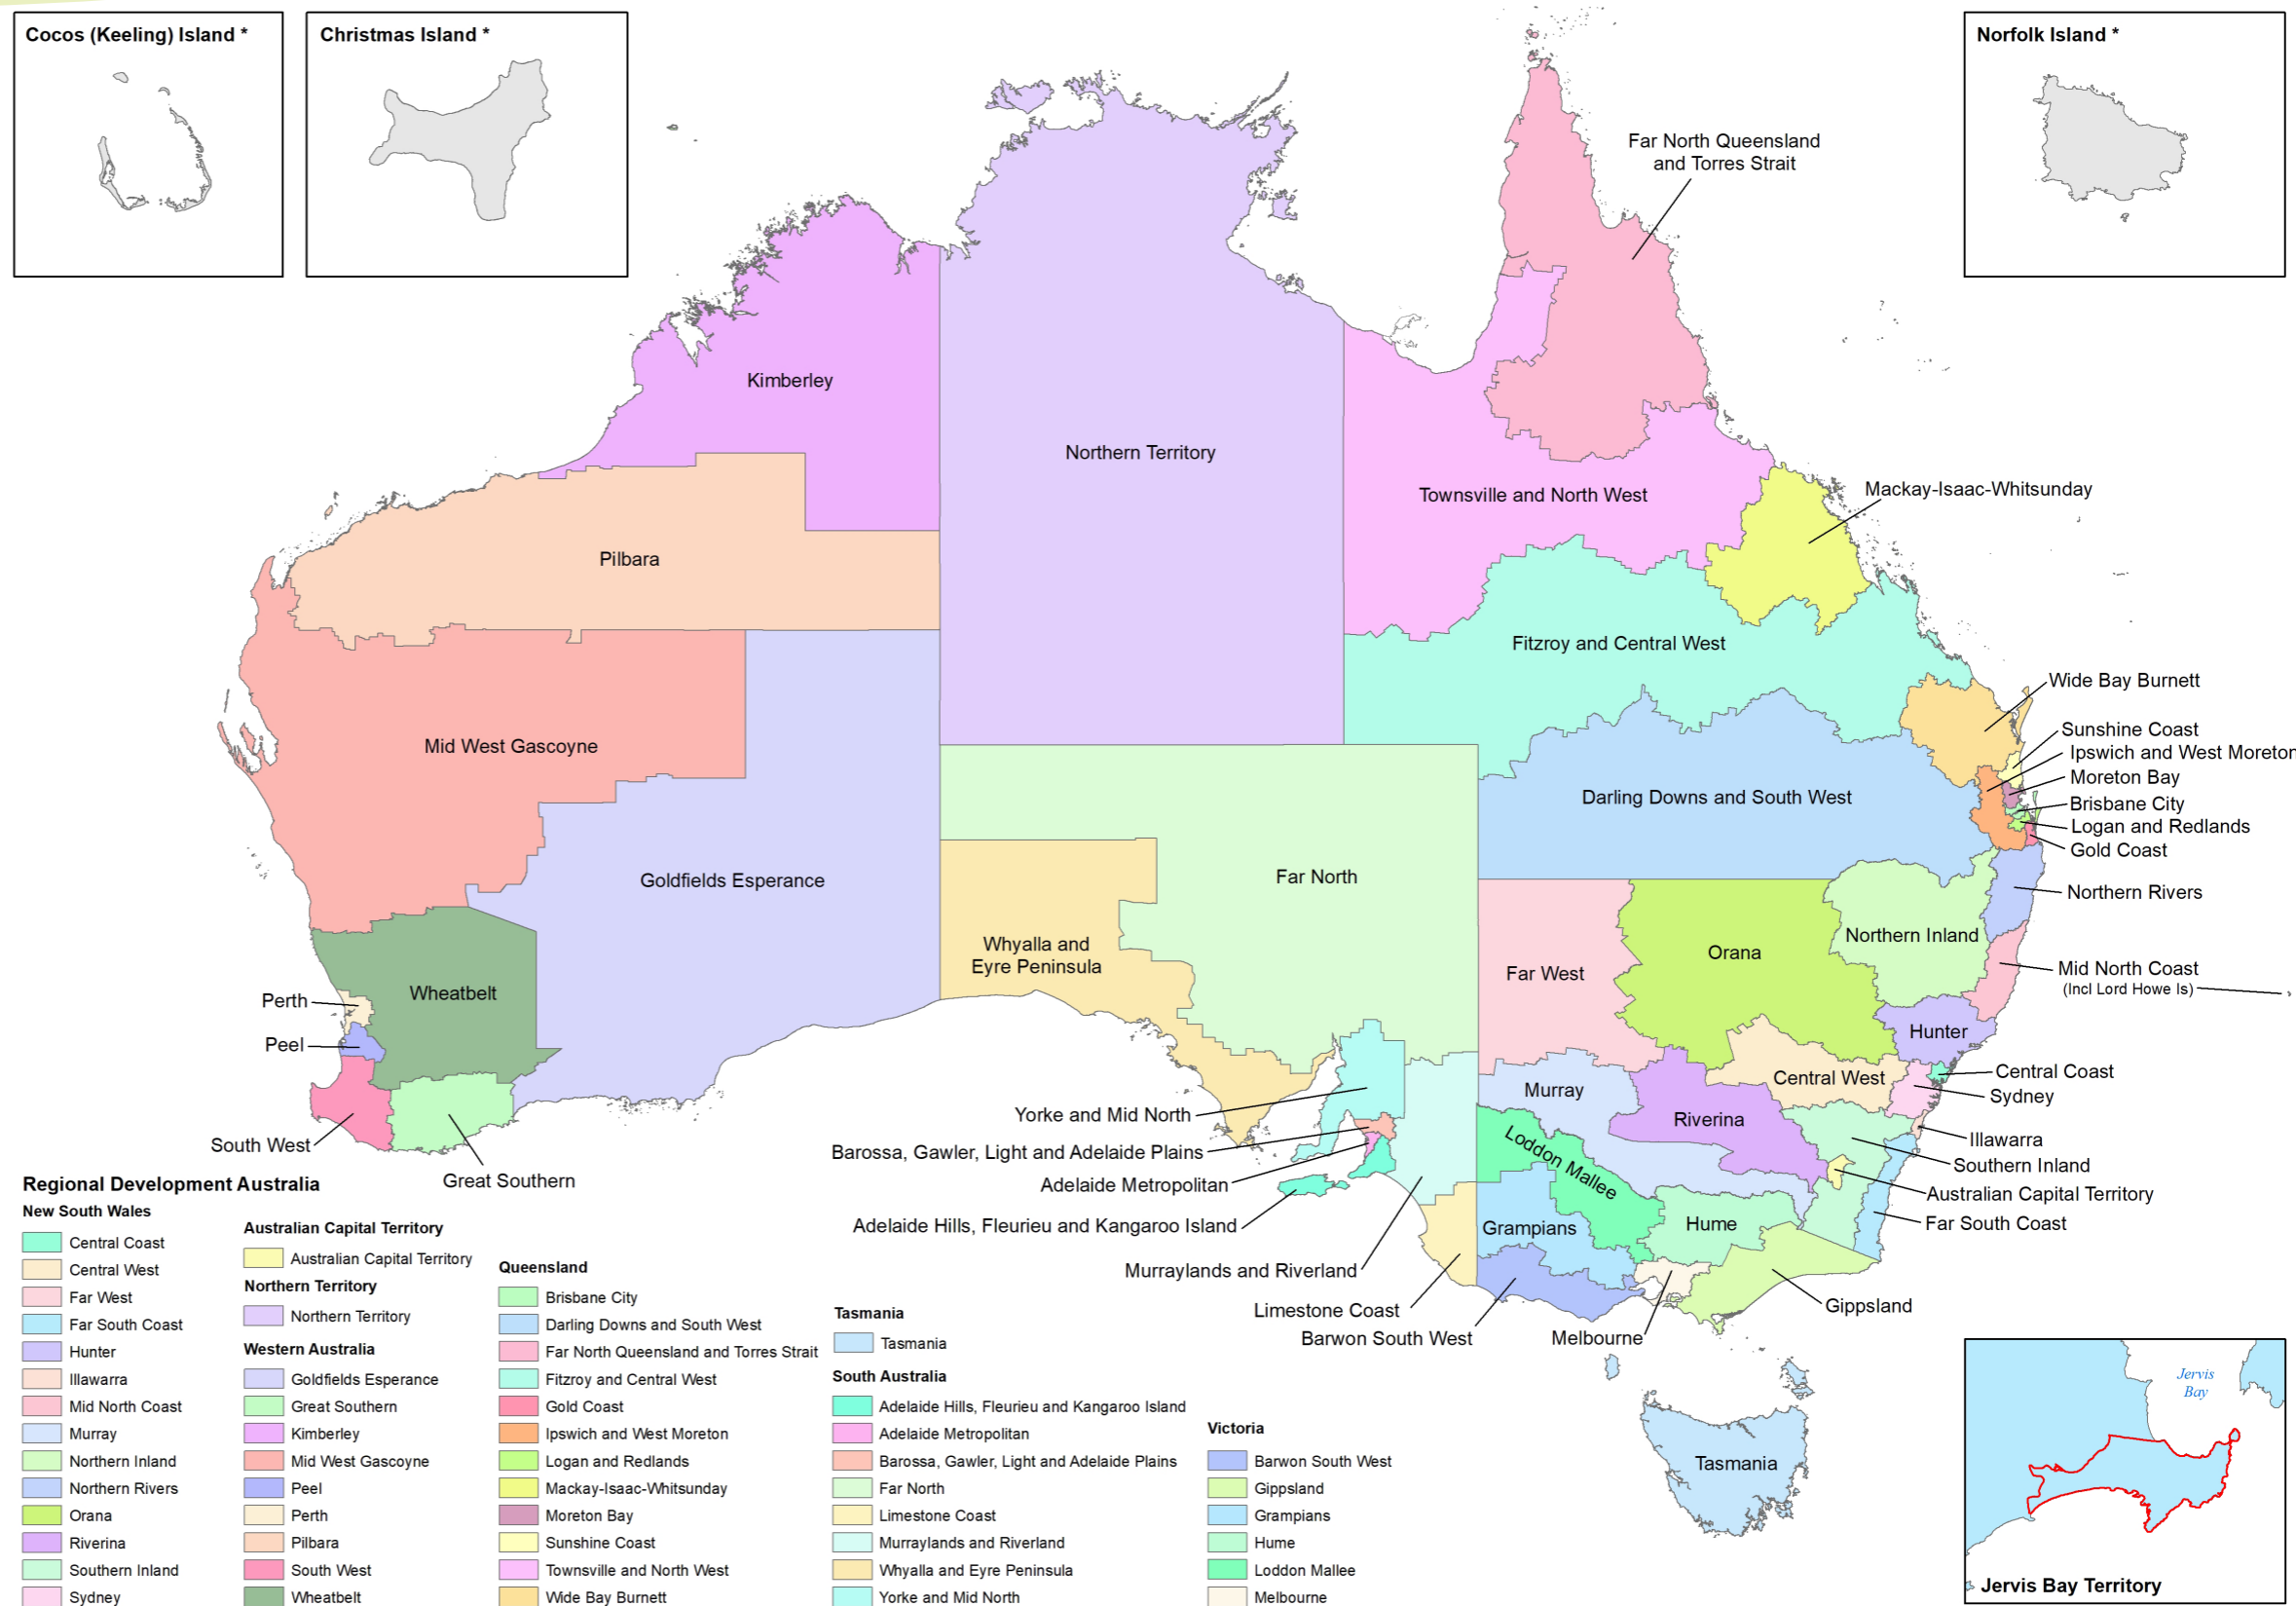 Cocos (Keeling) Island *
Christmas Island *
Norfolk Island *
Far North Queensland
and Torres Strait
Kimberley
Northern Territory
Townsville and North West
Mackay-Isaac-Whitsunday
Pilbara
Fitzroy and Central West
Wide Bay Burnett
Sunshine Coast
Ipswich and West Moreton
Moreton Bay
Brisbane City
Logan and Redlands
Gold Coast
Mid West Gascoyne
Darling Downs and South West
Goldfields Esperance
Far North
Northern Rivers
Whyalla and
Eyre Peninsula
Far West
Orana
Northern Inland
Mid North Coast
(Incl Lord Howe Is)
Wheatbelt
Perth
Peel
Hunter
Central Coast
Sydney
Central West
Murray
Riverina
Illawarra
Southern Inland
Australian Capital Territory
Far South Coast
Yorke and Mid North
Barossa, Gawler, Light and Adelaide Plains
Adelaide Metropolitan
Adelaide Hills, Fleurieu and Kangaroo Island
Murraylands and Riverland
Limestone Coast
Barwon South West
Loddon Mallee
Grampians
Hume
Melbourne
Gippsland
South West
Great Southern
Tasmania
Jervis
Bay
Jervis Bay Territory
Regional Development Australia
New South Wales
Central Coast
Central West
Far West
Far South Coast
Hunter
Illawarra
Mid North Coast
Murray
Northern Inland
Northern Rivers
Orana
Riverina
Southern Inland
Sydney
Australian Capital Territory
Australian Capital Territory
Northern Territory
Northern Territory
Western Australia
Goldfields Esperance
Great Southern
Kimberley
Mid West Gascoyne
Peel
Perth
Pilbara
South West
Wheatbelt
Queensland
Brisbane City
Darling Downs and South West
Far North Queensland and Torres Strait
Fitzroy and Central West
Gold Coast
Ipswich and West Moreton
Logan and Redlands
Mackay-Isaac-Whitsunday
Moreton Bay
Sunshine Coast
Townsville and North West
Wide Bay Burnett
Tasmania
Tasmania
South Australia
Adelaide Hills, Fleurieu and Kangaroo Island
Adelaide Metropolitan
Barossa, Gawler, Light and Adelaide Plains
Far North
Limestone Coast
Murraylands and Riverland
Whyalla and Eyre Peninsula
Yorke and Mid North
Victoria
Barwon South West
Gippsland
Grampians
Hume
Loddon Mallee
Melbourne